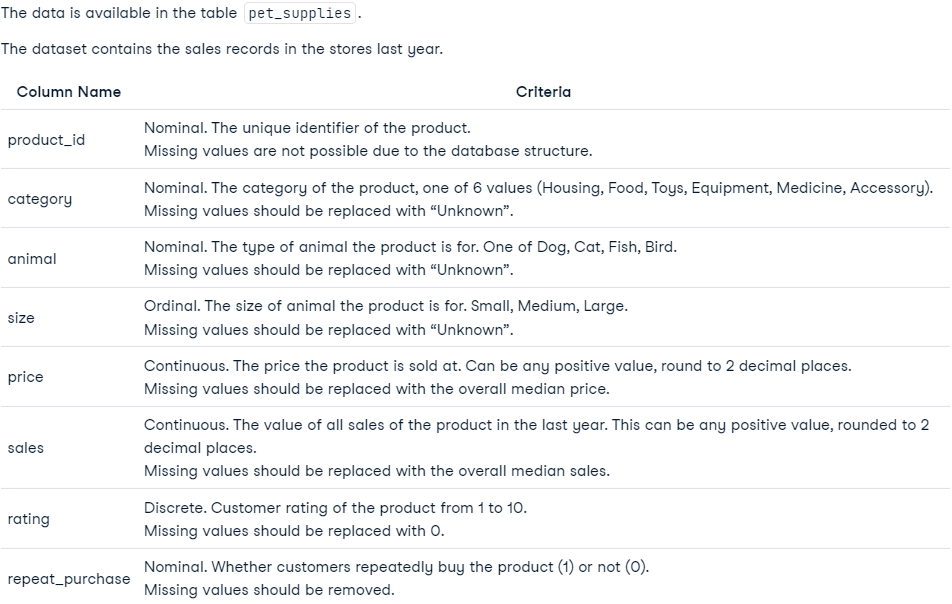 The data is available in the table pet_supplies.
The dataset contains the sales records in the stores last year.
Column Name Criteria
product_id
Nominal. The unique identifier of the product.
Missing values are not possible due to the database structure.
category
Nominal. The category of the product, one of 6 values (Housing, Food, Toys, Equipment, Medicine, Accessory).
Missing values should be replaced with “Unknown”.
animal
Nominal. The type of animal the product is for. One of Dog, Cat, Fish, Bird.
Missing values should be replaced with “Unknown”.
size
Ordinal. The size of animal the product is for. Small, Medium, Large.
Missing values should be replaced with “Unknown”.
price
Continuous. The price the product is sold at. Can be any positive value, round to 2 decimal places.
Missing values should be replaced with the overall median price.
sales
Continuous. The value of all sales of the product in the last year. This can be any positive value, rounded to 2
decimal places.
Missing values should be replaced with the overall median sales.
rating
Discrete. Customer rating of the product from 1 to 10.
Missing values should be replaced with 0.
repeat_purchase
Nominal. Whether customers repeatedly buy the product (1) or not (0).
Missing values should be removed.